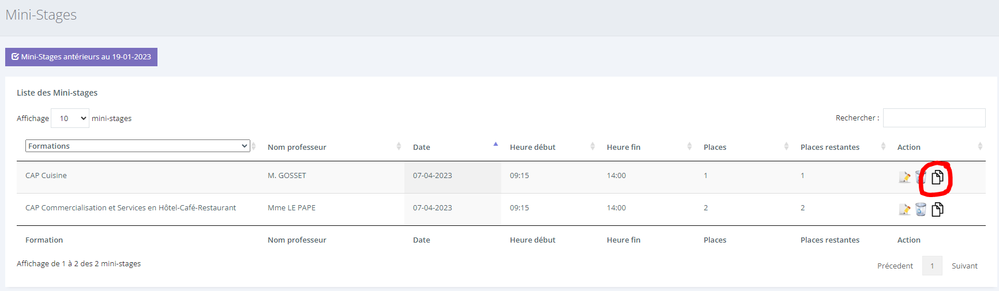 Mini-Stages
Mini-Stages antérieurs au 19-01-2023
Liste des Mini-stages
Affichage 10 mini-stages
Rechercher :
Formations Nom professeur Date Heure début Heure fin Places Places restantes Action
CAP Cuisine M. GOSSET 07-04-2023 09:15 14:00 1 1
CAP Commercialisation et Services en Hôtel-Café-Restaurant Mme LE PAPE 07-04-2023 09:15 14:00 2 2
Formation Nom professeur Date Heure début Heure fin Places Places restantes Action
Affichage de 1 à 2 des 2 mini-stages
Précedent 1 Suivant